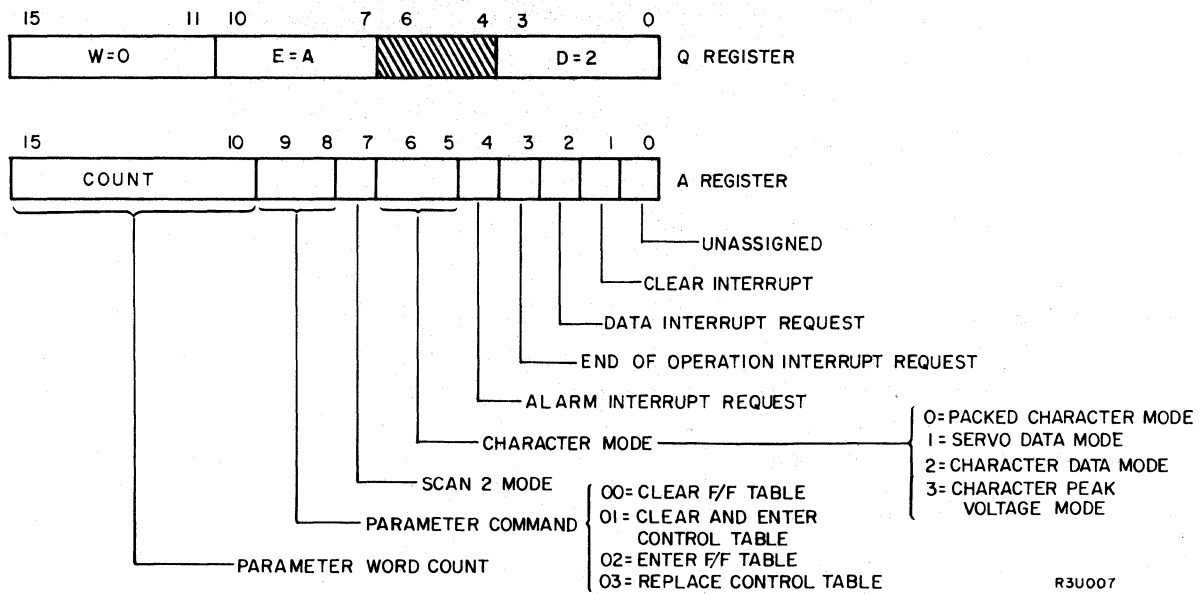 15 11 10 7 6 4 3 0
W=0 E=A D=2 Q REGISTER
15 10 9 8 7 6 5 4 3 2 1 0
COUNT A REGISTER
UNASSIGNED
CLEAR INTERRUPT
DATA INTERRUPT REQUEST
END OF OPERATION INTERRUPT REQUEST
ALARM INTERRUPT REQUEST
CHARACTER MODE
0=PACKED CHARACTER MODE
1=SERVO DATA MODE
2=CHARACTER DATA MODE
3=CHARACTER PEAK
VOLTAGE MODE
SCAN 2 MODE
PARAMETER COMMAND
00=CLEAR F/F TABLE
01=CLEAR AND ENTER
CONTROL TABLE
02=ENTER F/F TABLE
03=REPLACE CONTROL TABLE
PARAMETER WORD COUNT
R3U007